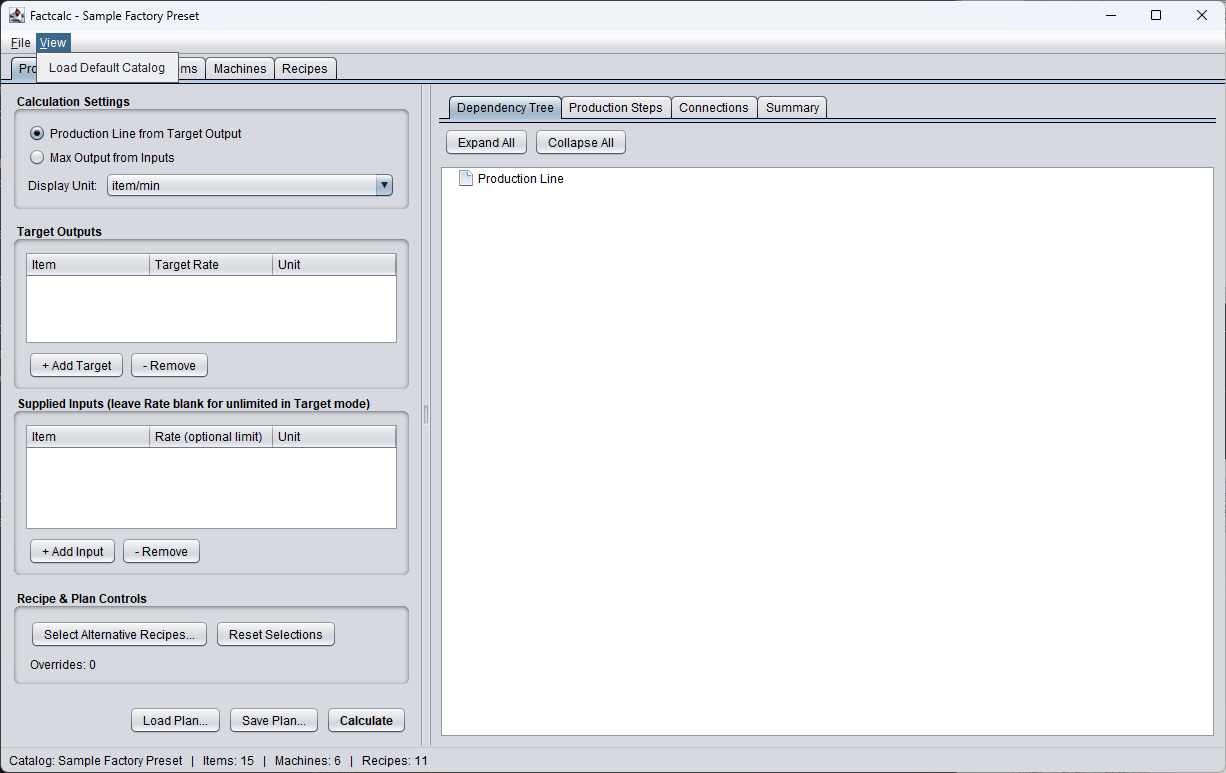 Factcalc - Sample Factory Preset
File View
Load Default Catalog
Pro
ms Machines Recipes
Calculation Settings
Production Line from Target Output
Max Output from Inputs
Display Unit: item/min
Target Outputs
Item Target Rate Unit
+ Add Target - Remove
Supplied Inputs (leave Rate blank for unlimited in Target mode)
Item Rate (optional limit) Unit
+ Add Input - Remove
Recipe & Plan Controls
Select Alternative Recipes... Reset Selections
Overrides: 0
Load Plan... Save Plan... Calculate
Dependency Tree Production Steps Connections Summary
Expand All Collapse All
Production Line
Catalog: Sample Factory Preset | Items: 15 | Machines: 6 | Recipes: 11